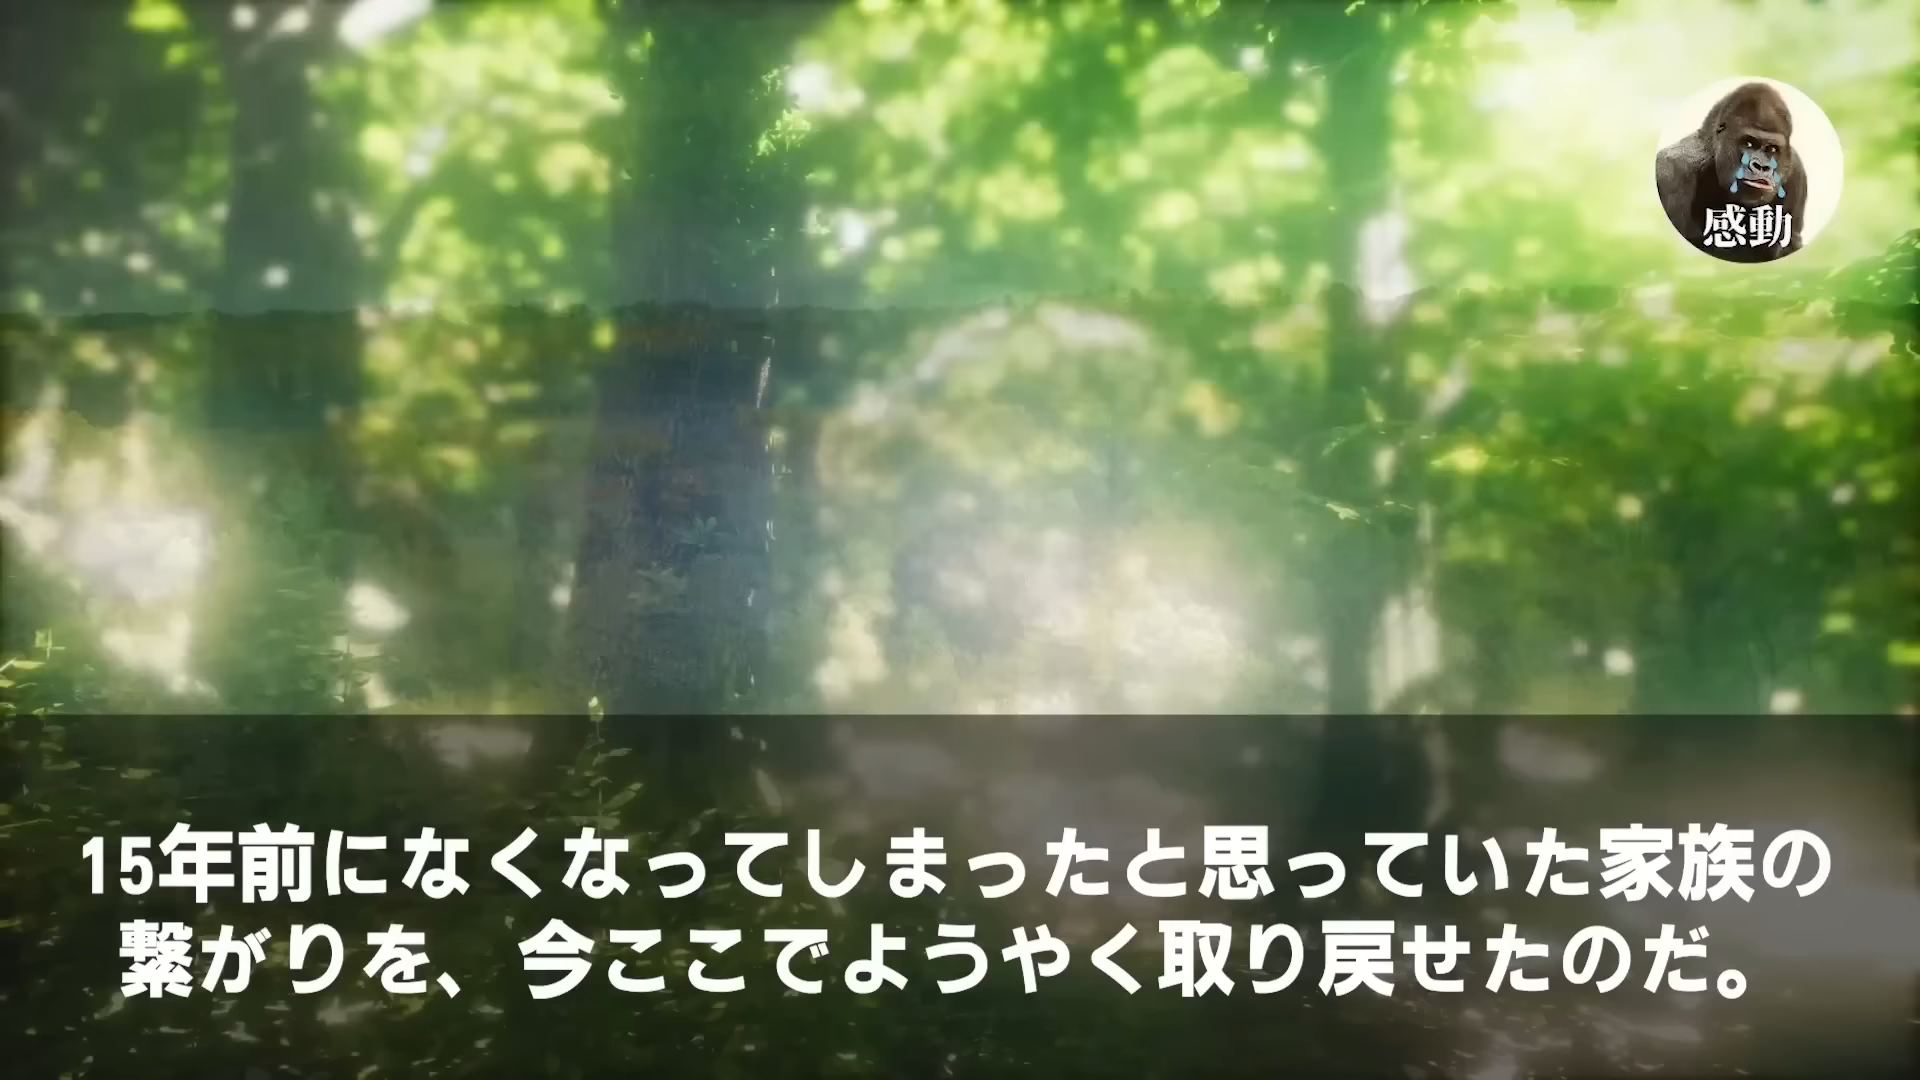 感動
15年前になくなってしまったと思っていた家族の
繋がりを、今ここでようやく取り戻せたのだ。